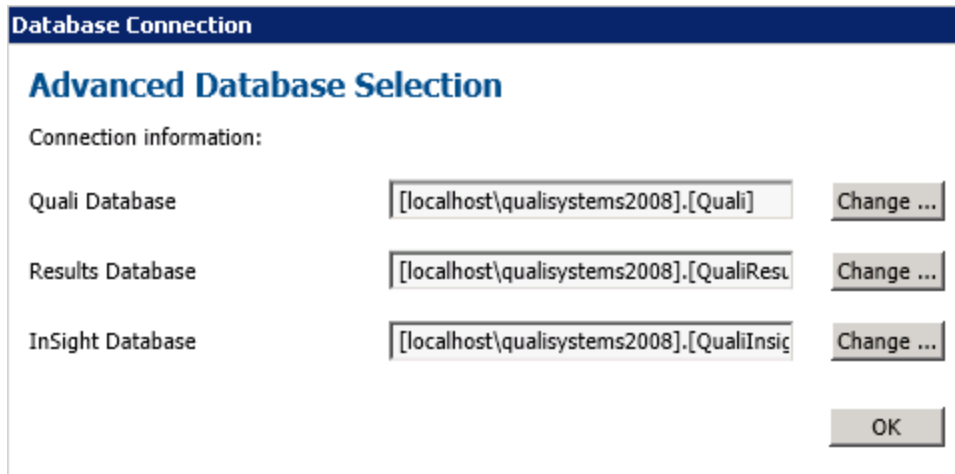 Database Connection
Advanced Database Selection
Connection information:
Quali Database [localhost\qualisystems2008].[Quali] Change ...
Results Database [localhost\qualisystems2008].[QualiResu Change ...
InSight Database [localhost\qualisystems2008].[QualiInsig Change ...
OK